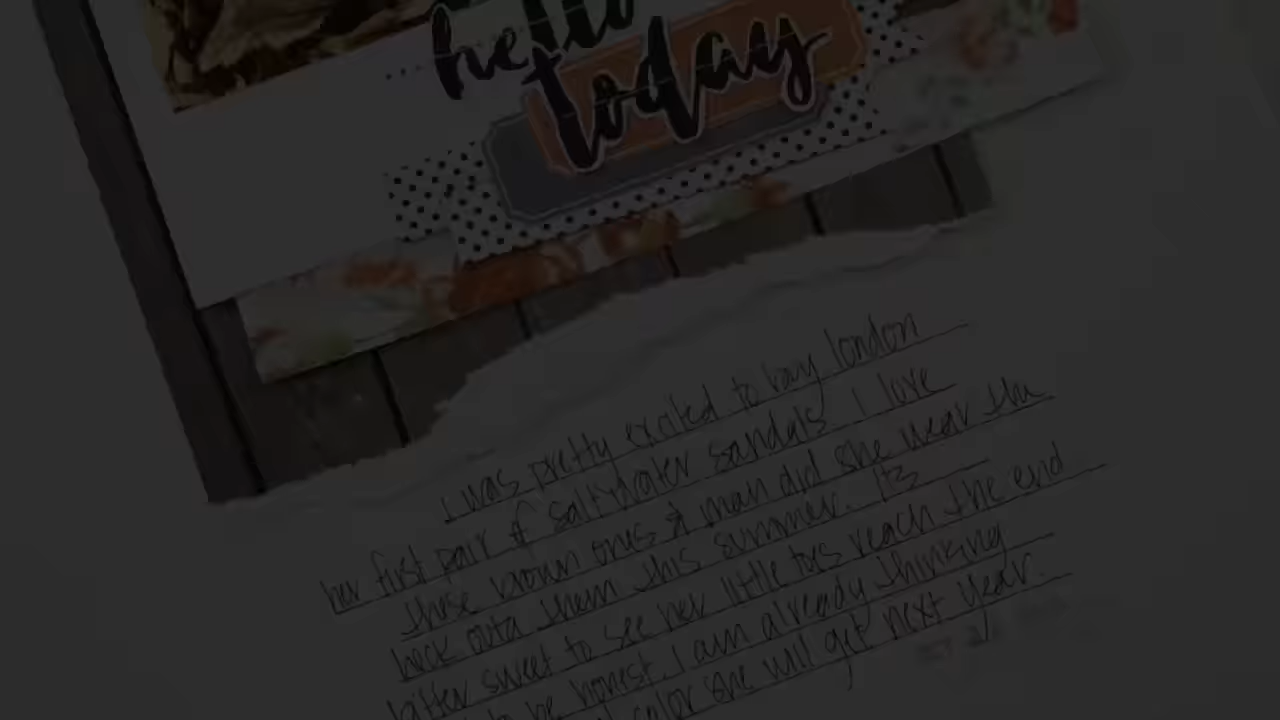 hello
today
I was pretty excited to buy london
her first pair of saltwater sandals. I love
these brown ones & man did she wear the
heck outa them this summer. Its
bitter sweet to see her little toes reach the end
to be honest. I am already thinking
color she will get next year.